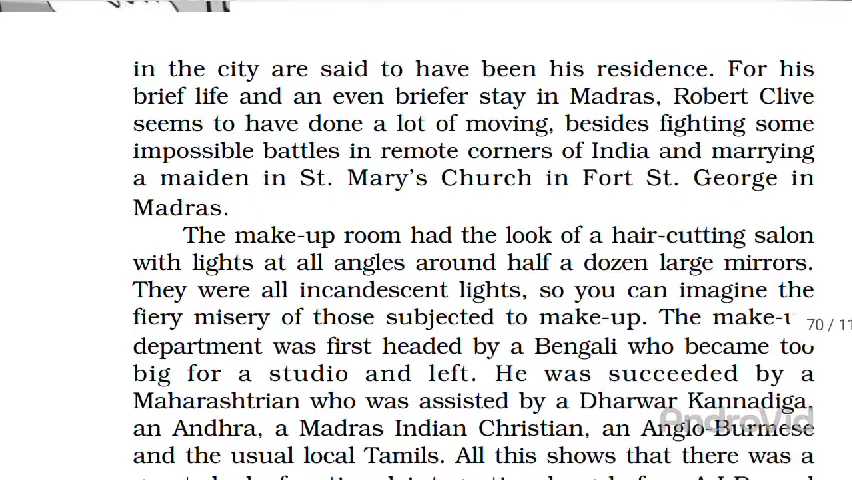 in the city are said to have been his residence. For his
brief life and an even briefer stay in Madras, Robert Clive
seems to have done a lot of moving, besides fighting some
impossible battles in remote corners of India and marrying
a maiden in St. Mary's Church in Fort St. George in
Madras.
The make-up room had the look of a hair-cutting salon
with lights at all angles around half a dozen large mirrors.
They were all incandescent lights, so you can imagine the
fiery misery of those subjected to make-up. The make-u
70 / 11
department was first headed by a Bengali who became too
big for a studio and left. He was succeeded by a
Maharashtrian who was assisted by a Dharwar Kannadiga,
an Andhra, a Madras Indian Christian, an Anglo-Burmese
AndroVid
and the usual local Tamils. All this shows that there was a